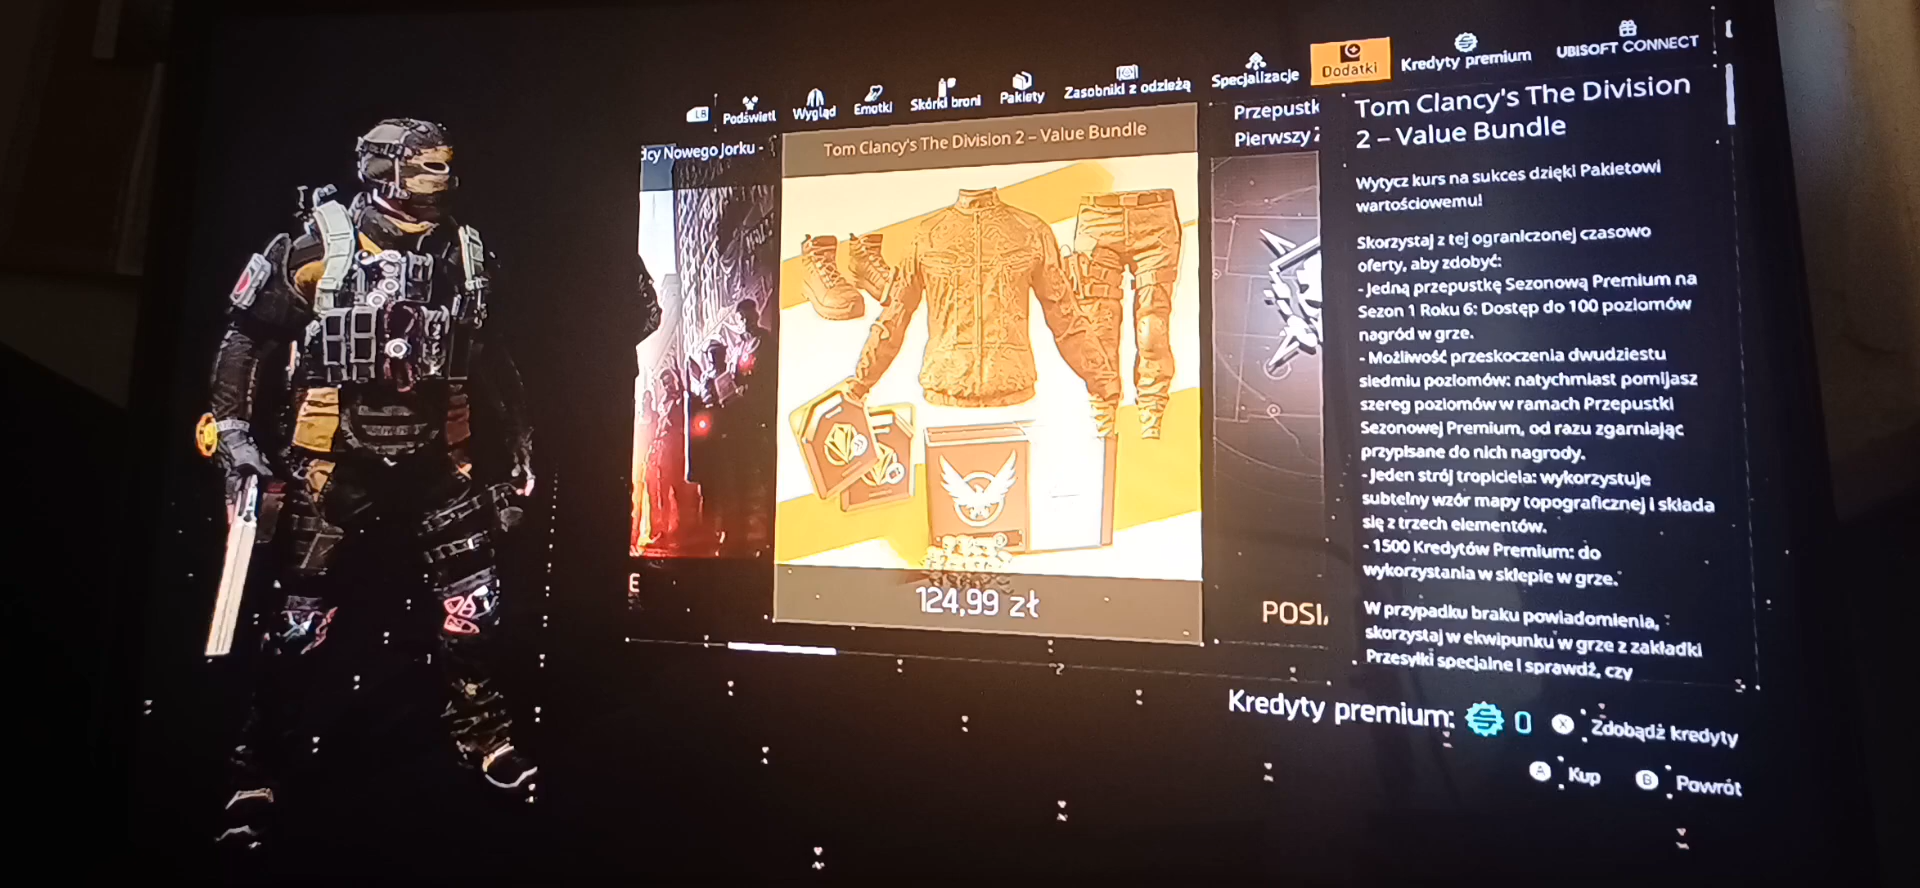 LB
Podświetl
Wygląd
Emotki
Skórki broni
Pakiety
Zasobniki z odzieżą
Specjalizacje
Dodatki
Kredyty premium
UBISOFT CONNECT
Nowego Jorku -
E
Tom Clancy's The Division 2 – Value Bundle
124,99 zł
Pierwszy
Tom Clancy's The Division
2 – Value Bundle
Wytycz kurs na sukces dzięki Pakietowi
wartościowemu!
Skorzystaj z tej ograniczonej czasowo
oferty, aby zdobyć:
- Jedną przepustkę Sezonową Premium na
Sezon 1 Roku 6: Dostęp do 100 poziomów
nagród w grze.
- Możliwość przeskoczenia dwudziestu
siedmiu poziomów: natychmiast pomijasz
szereg poziomów w ramach Przepustki
Sezonowej Premium, od razu zgarniając
przypisane do nich nagrody.
- Jeden strój tropiciela: wykorzystuje
subtelny wzór mapy topograficznej i składa
się z trzech elementów.
- 1500 Kredytów Premium: do
wykorzystania w sklepie w grze.
W przypadku braku powiadomienia,
skorzystaj w ekwipunku w grze z zakładki
Przesyłki specjalne i sprawdź, czy
Kredyty premium: 0
X Zdobądź kredyty
A Kup
B Powrót